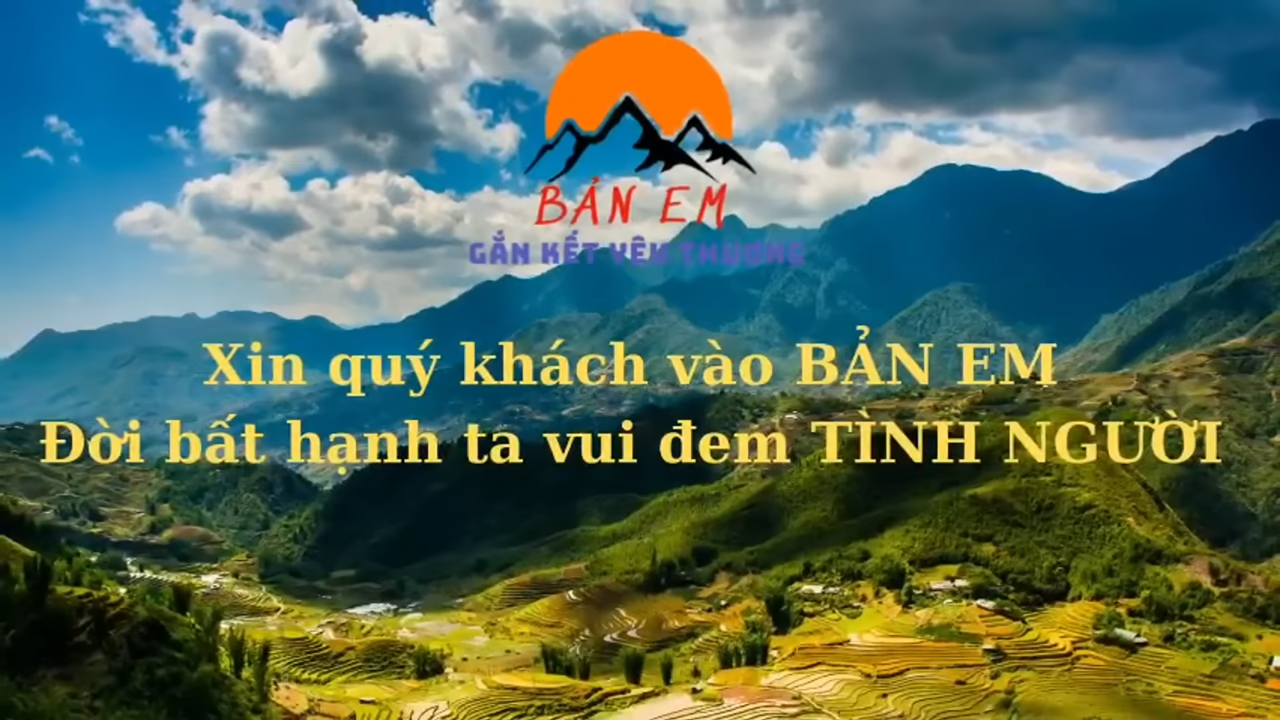 BẢN EM
GẮN KẾT YÊU THƯƠNG
Xin quý khách vào BẢN EM
Đời bất hạnh ta vui đem TÌNH NGƯỜI